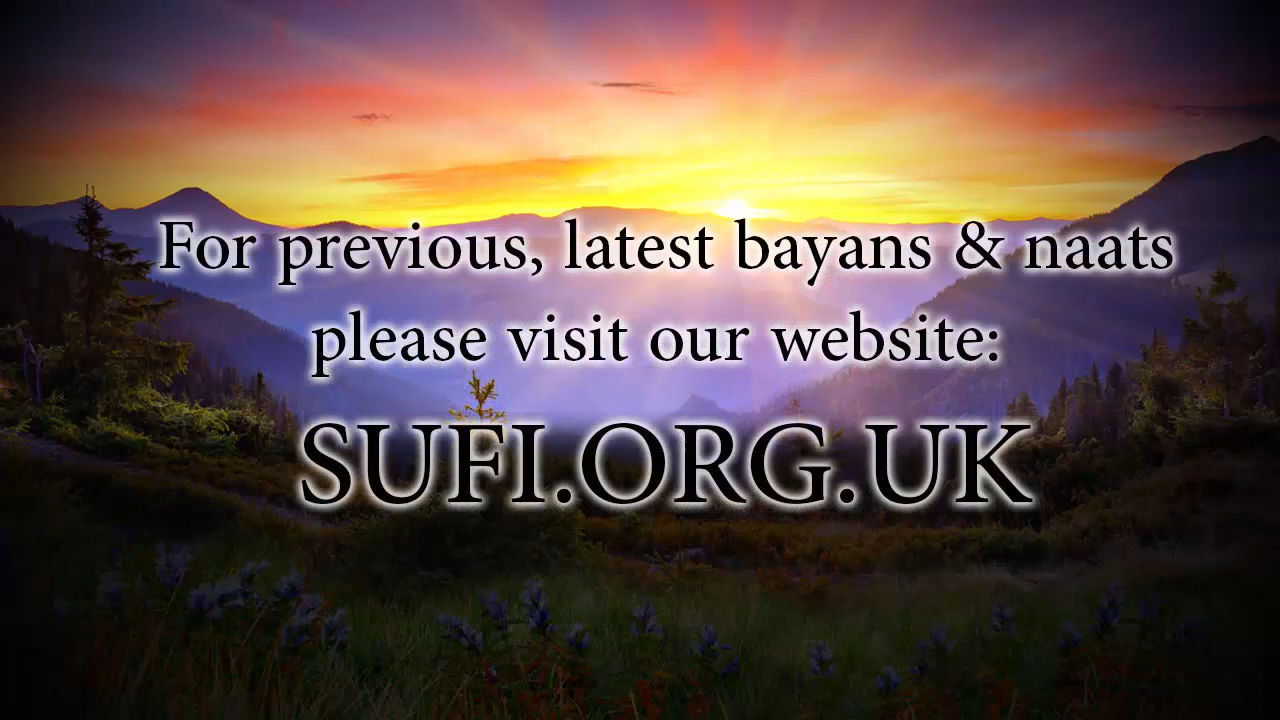 For previous, latest bayans & naats
please visit our website:
SUFI.ORG.UK